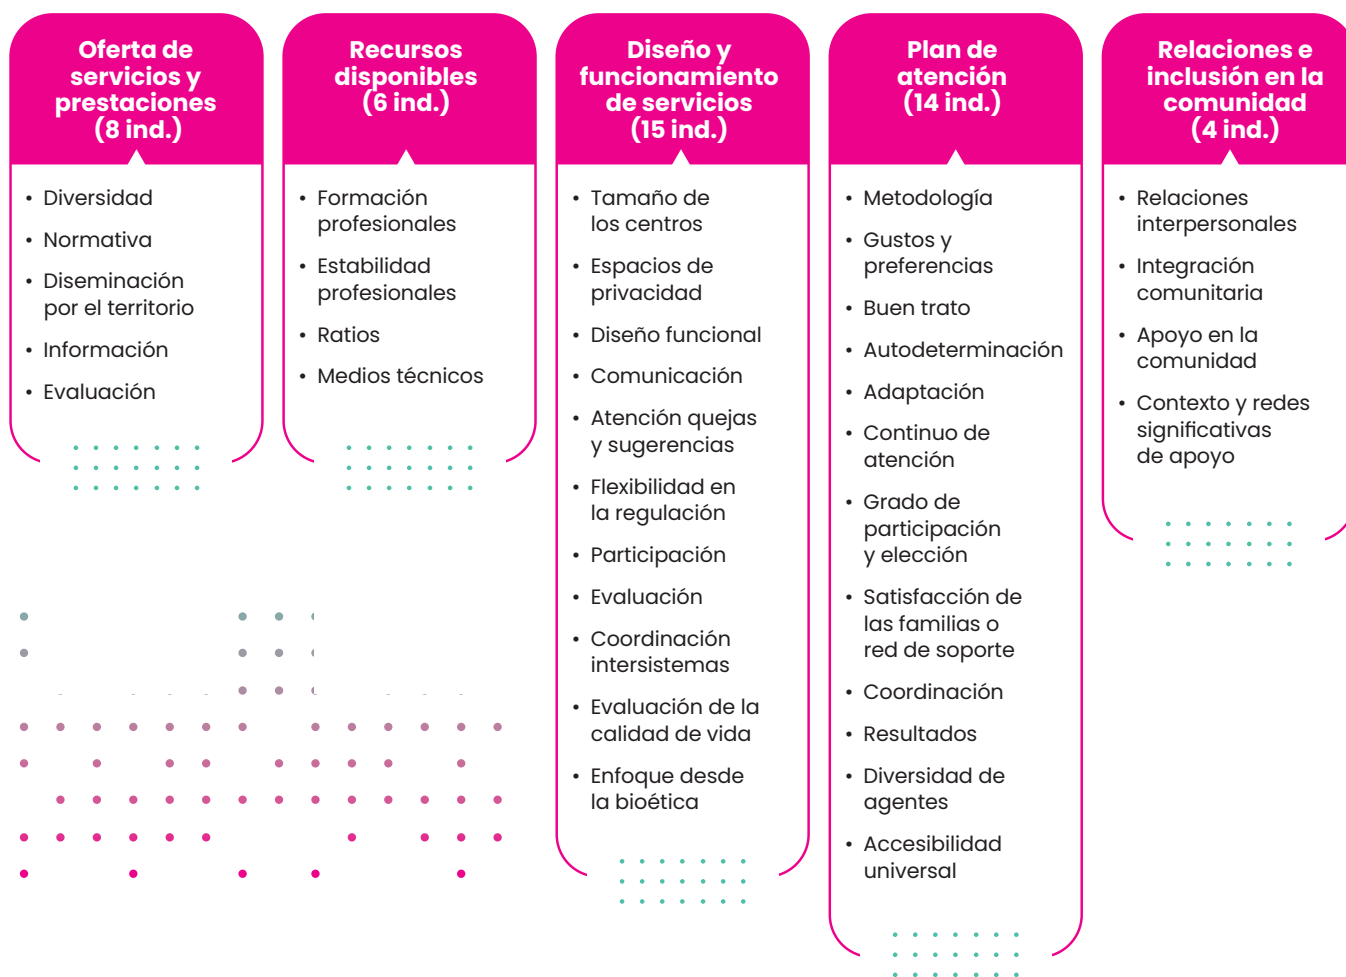 Oferta de
servicios y
prestaciones
(8 ind.)
• Diversidad
• Normativa
• Diseminación
por el territorio
• Información
• Evaluación
Recursos
disponibles
(6 ind.)
• Formación
profesionales
• Estabilidad
profesionales
• Ratios
• Medios técnicos
Diseño y
funcionamiento
de servicios
(15 ind.)
• Tamaño de
los centros
• Espacios de
privacidad
• Diseño funcional
• Comunicación
• Atención quejas
y sugerencias
• Flexibilidad en
la regulación
• Participación
• Evaluación
• Coordinación
intersistemas
• Evaluación de la
calidad de vida
• Enfoque desde
la bioética
Plan de
atención
(14 ind.)
• Metodología
• Gustos y
preferencias
• Buen trato
• Autodeterminación
• Adaptación
• Continuo de
atención
• Grado de
participación
y elección
• Satisfacción de
las familias o
red de soporte
• Coordinación
• Resultados
• Diversidad de
agentes
• Accesibilidad
universal
Relaciones e
inclusión en la
comunidad
(4 ind.)
• Relaciones
interpersonales
• Integración
comunitaria
• Apoyo en la
comunidad
• Contexto y redes
significativas
de apoyo